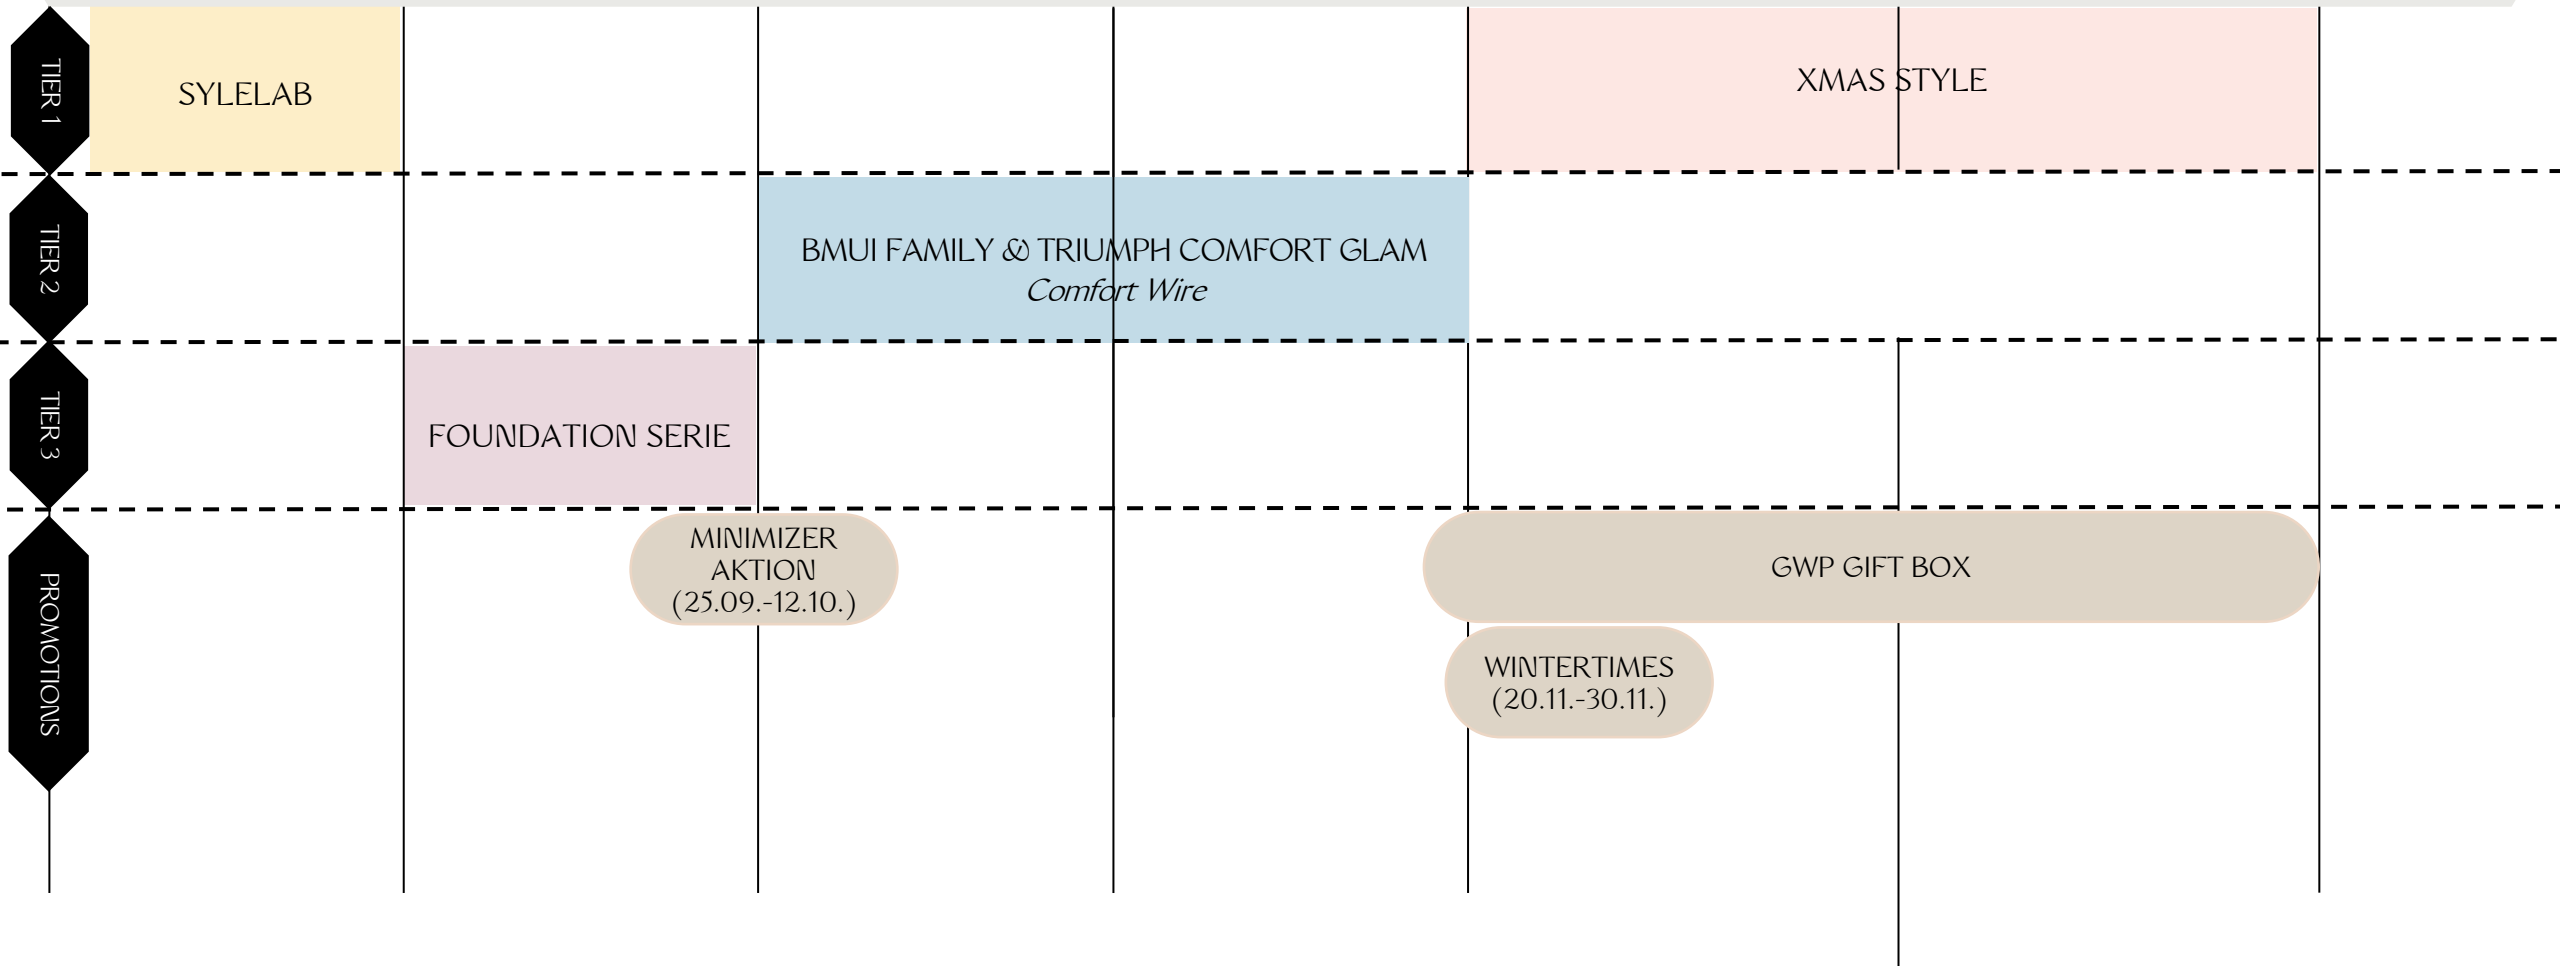 TIER 1
SYLELAB
XMAS STYLE
TIER 2
BMUI FAMILY & TRIUMPH COMFORT GLAM
Comfort Wire
TIER 3
FOUNDATION SERIE
PROMOTIONS
MINIMIZER
AKTION
(25.09.-12.10.)
GWP GIFT BOX
WINTERTIMES
(20.11.-30.11.)